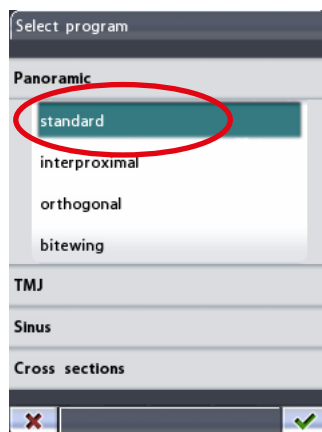 Select program
Panoramic
standard
interproximal
orthogonal
bitewing
TMJ
Sinus
Cross sections